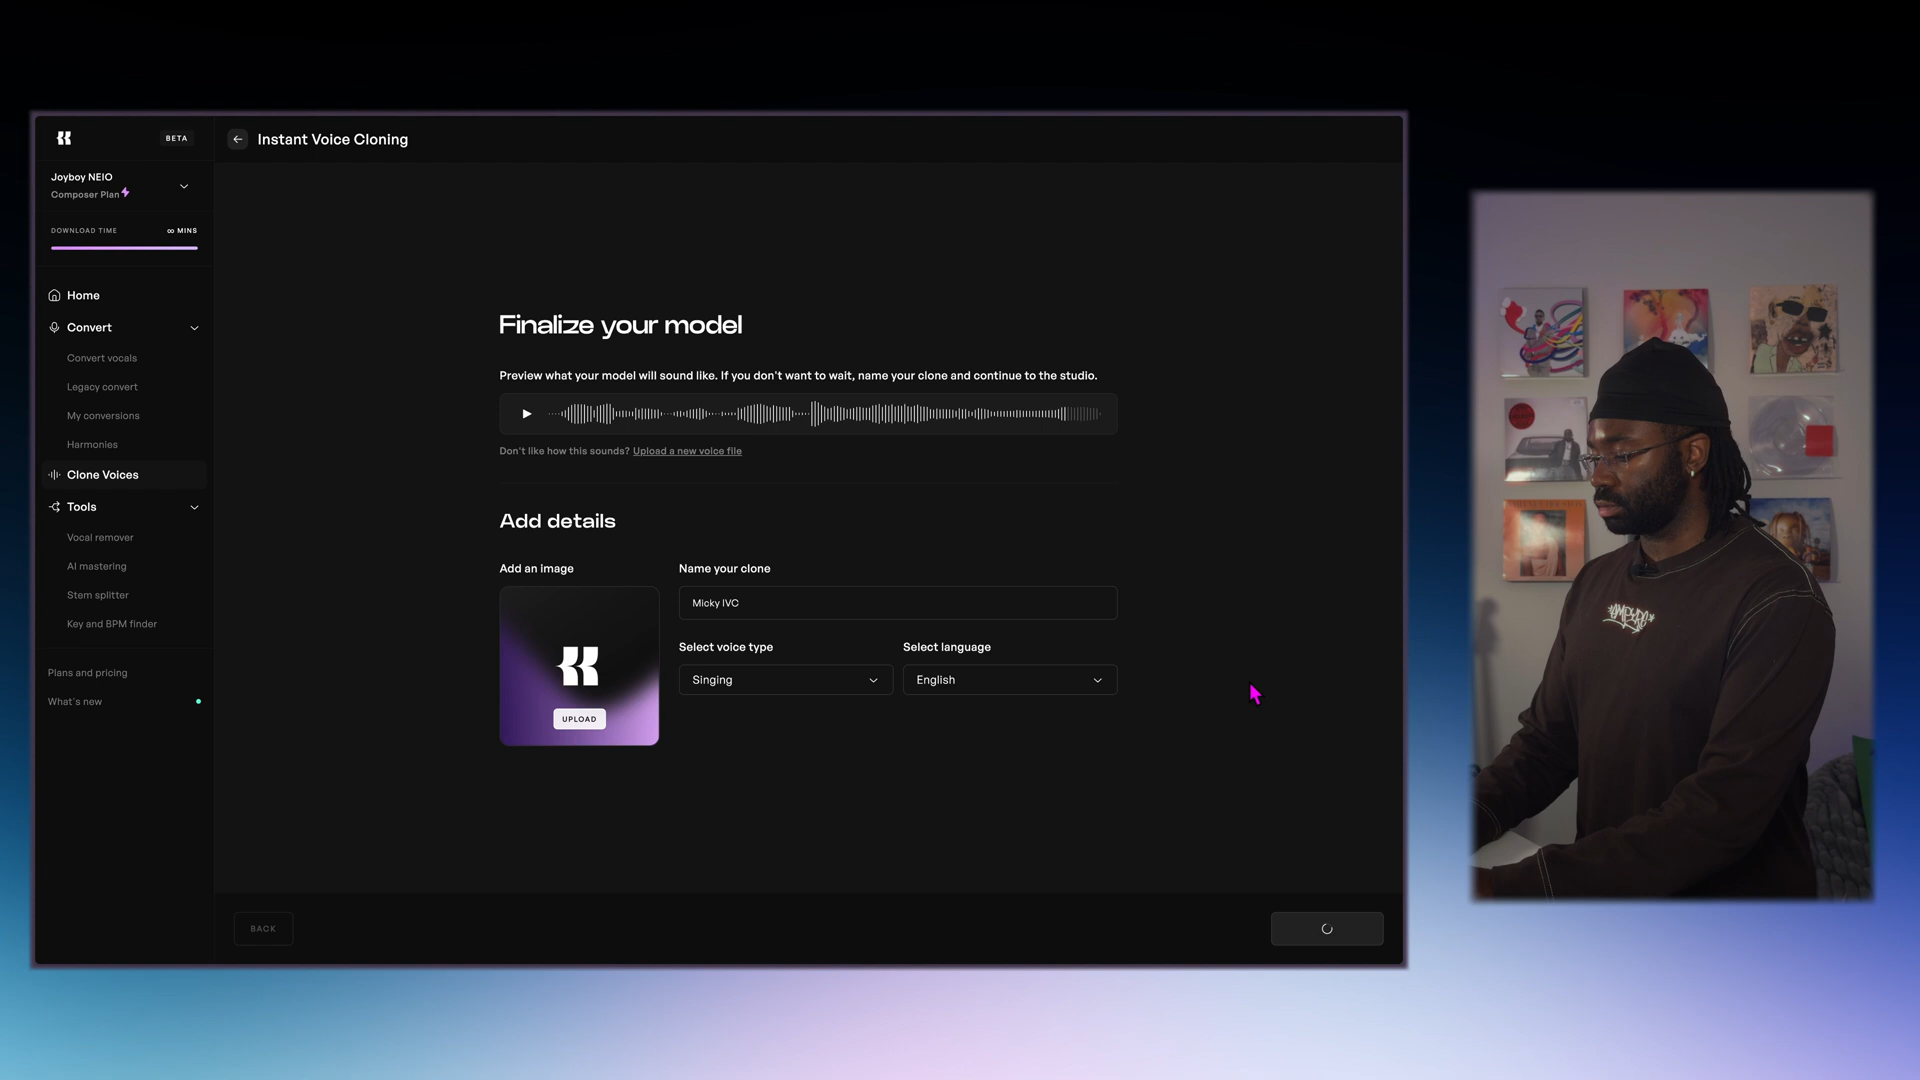 BETA
Instant Voice Cloning
Joyboy NEIO
Composer Plan
DOWNLOAD TIME
∞ MINS
Home
Convert
Convert vocals
Legacy convert
My conversions
Harmonies
Clone Voices
Tools
Vocal remover
AI mastering
Stem splitter
Key and BPM finder
Plans and pricing
What's new
Finalize your model
Preview what your model will sound like. If you don't want to wait, name your clone and continue to the studio.
Don't like how this sounds? Upload a new voice file
Add details
Add an image
UPLOAD
Name your clone
Micky IVC
Select voice type
Singing
Select language
English
BACK